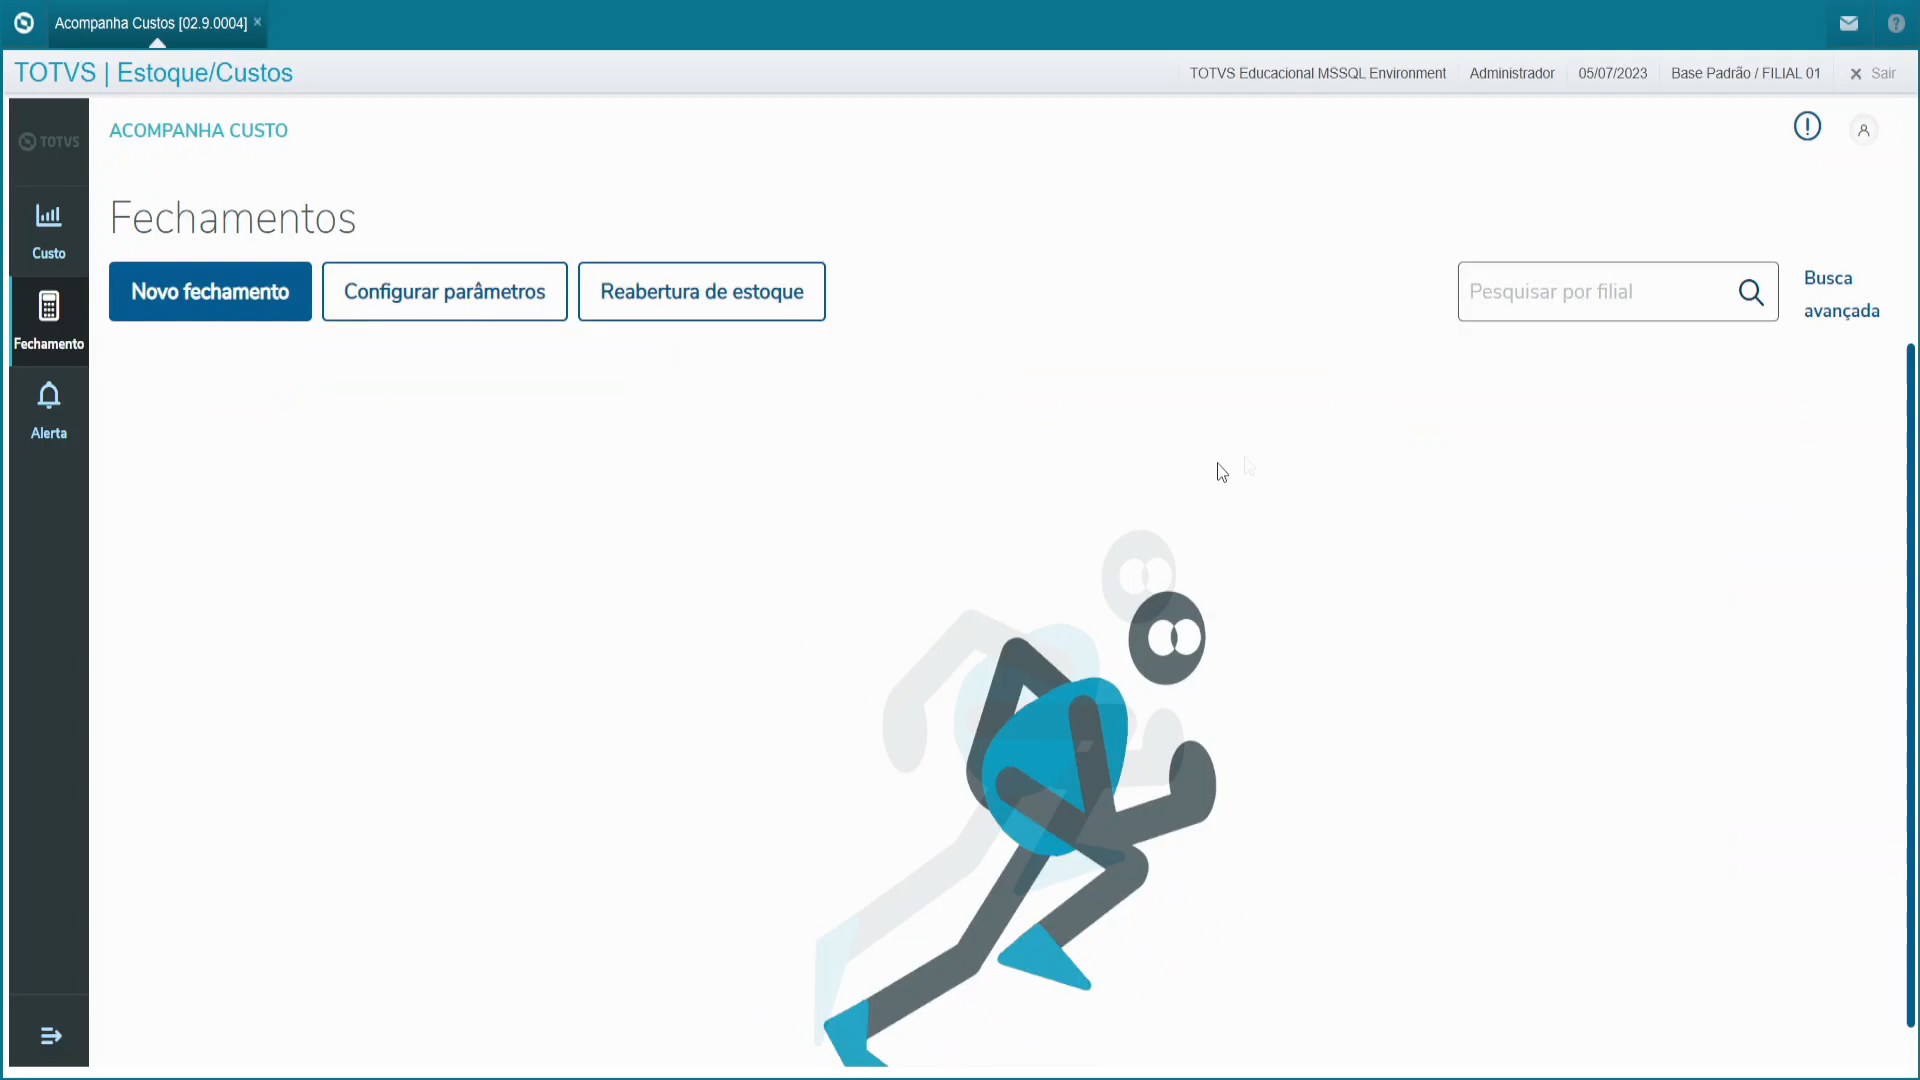 Acompanha Custos [02.9.0004] ×
TOTVS | Estoque/Custos
TOTVS Educacional MSSQL Environment
Administrador
05/07/2023
Base Padrão / FILIAL 01
Sair
TOTVS
ACOMPANHA CUSTO
Custo
Fechamento
Alerta
Fechamentos
Novo fechamento
Configurar parâmetros
Reabertura de estoque
Pesquisar por filial
Busca
avançada